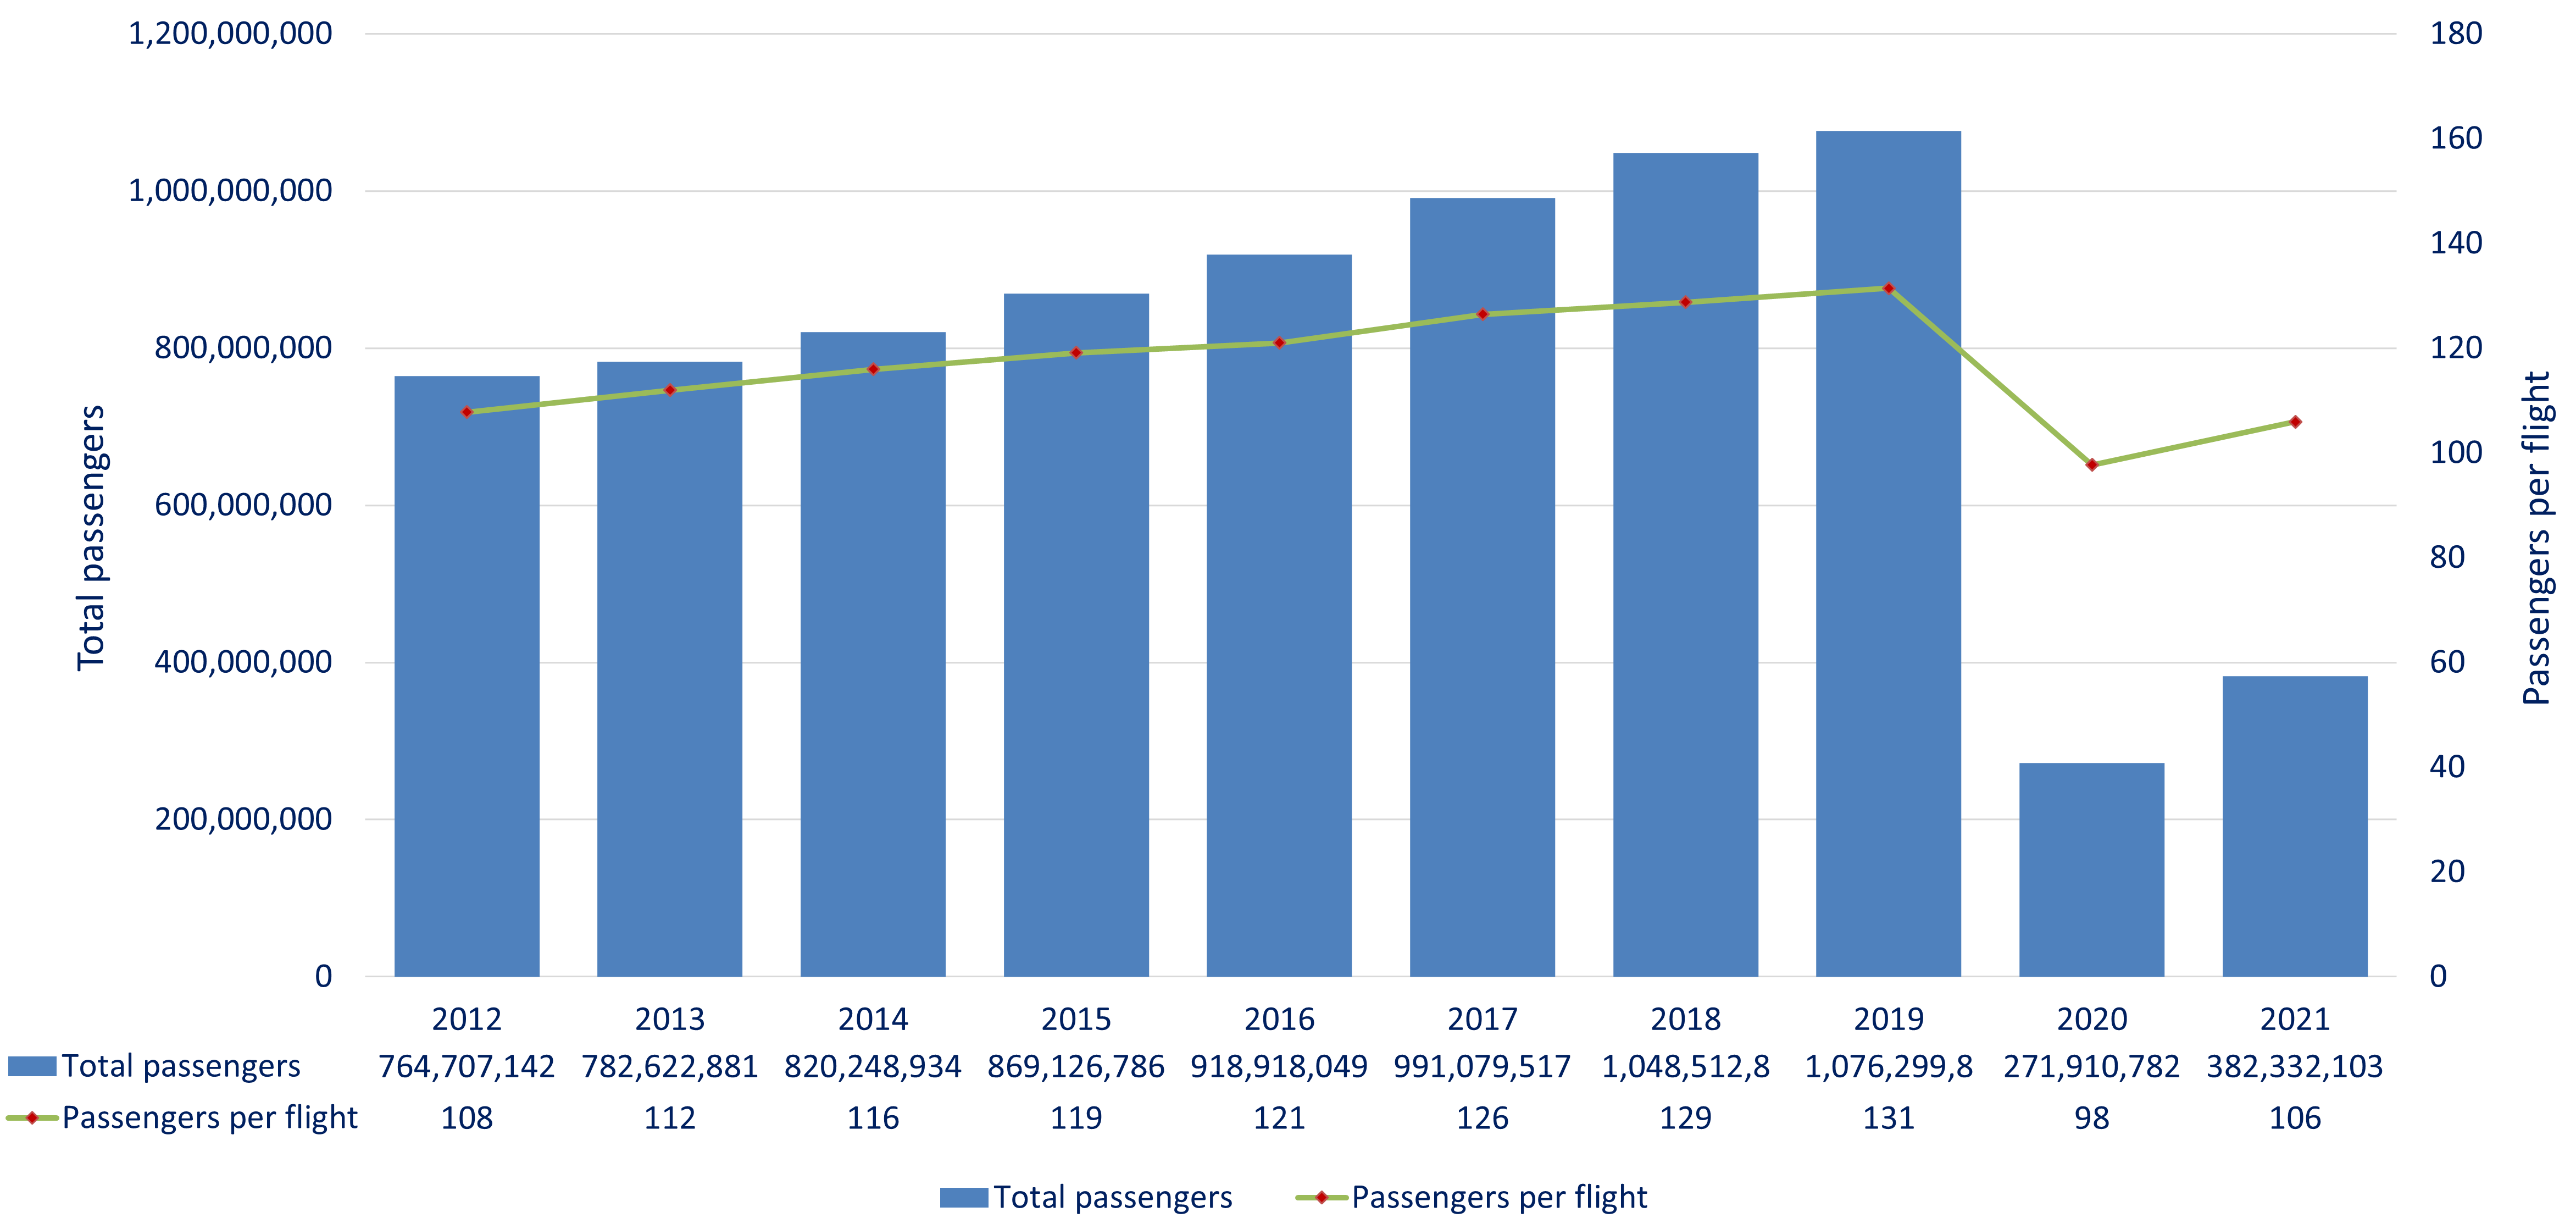 1,200,000,000
1,000,000,000
800,000,000
600,000,000
400,000,000
200,000,000
0
Total passengers
180
160
140
120
100
80
60
40
20
0
Passengers per flight
2012 2013 2014 2015 2016 2017 2018 2019 2020 2021
Total passengers 764,707,142 782,622,881 820,248,934 869,126,786 918,918,049 991,079,517 1,048,512,8 1,076,299,8 271,910,782 382,332,103
Passengers per flight 108 112 116 119 121 126 129 131 98 106
Total passengers Passengers per flight